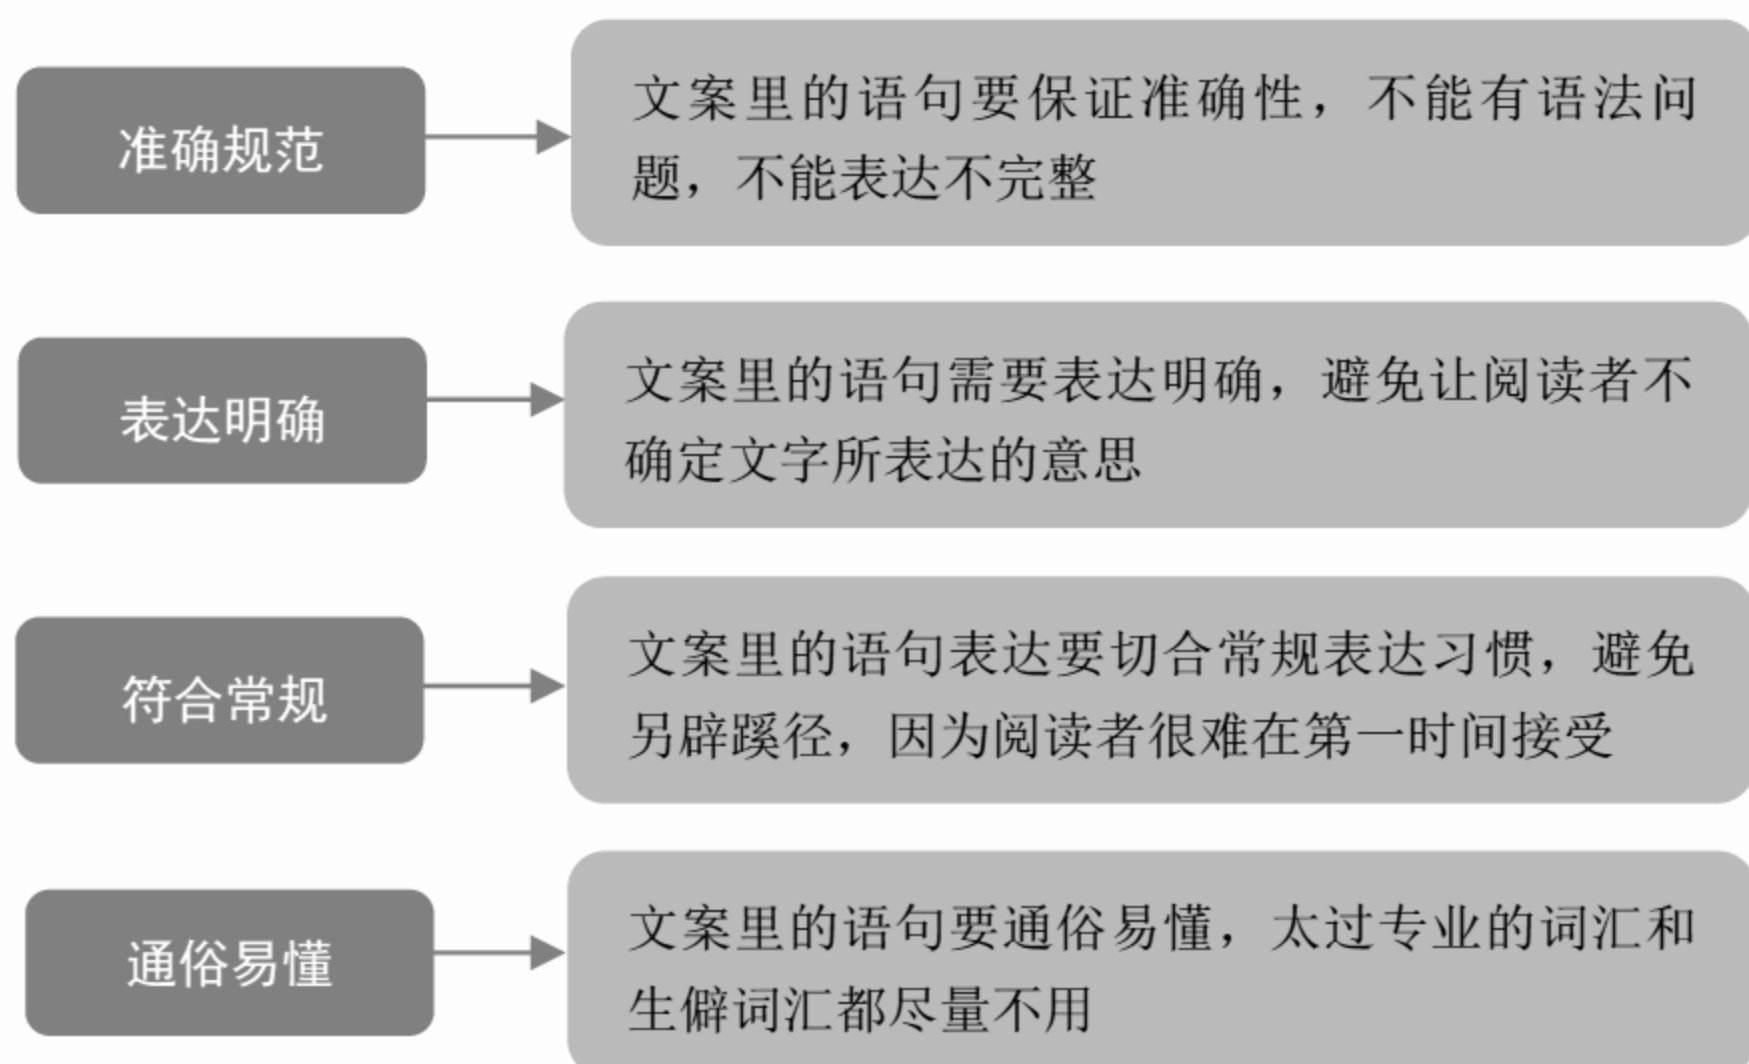 准确规范
文案里的语句要保证准确性，不能有语法问
题，不能表达不完整
表达明确
文案里的语句需要表达明确，避免让阅读者不
确定文字所表达的意思
符合常规
文案里的语句表达要切合常规表达习惯，避免
另辟蹊径，因为阅读者很难在第一时间接受
通俗易懂
文案里的语句要通俗易懂，太过专业的词汇和
生僻词汇都尽量不用